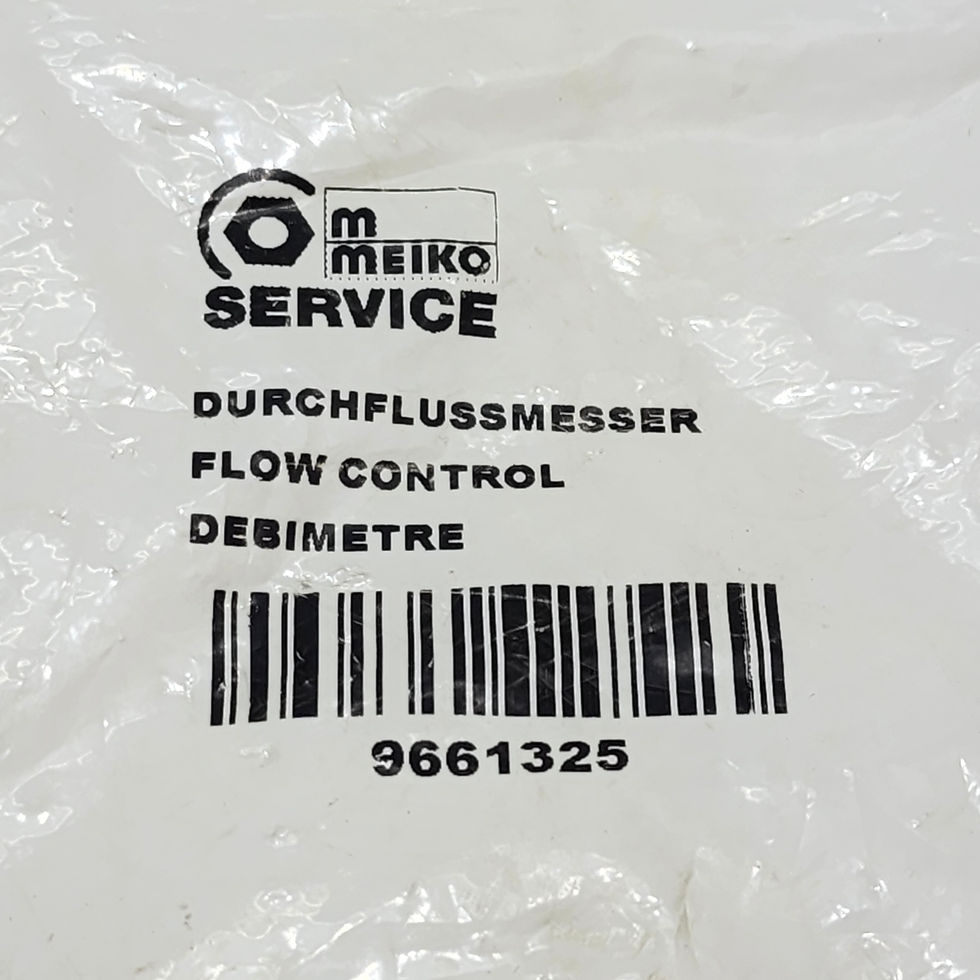 m
MEIKO
SERVICE
DURCHFLUSSMESSER
FLOW CONTROL
DEBIMETRE
9661325